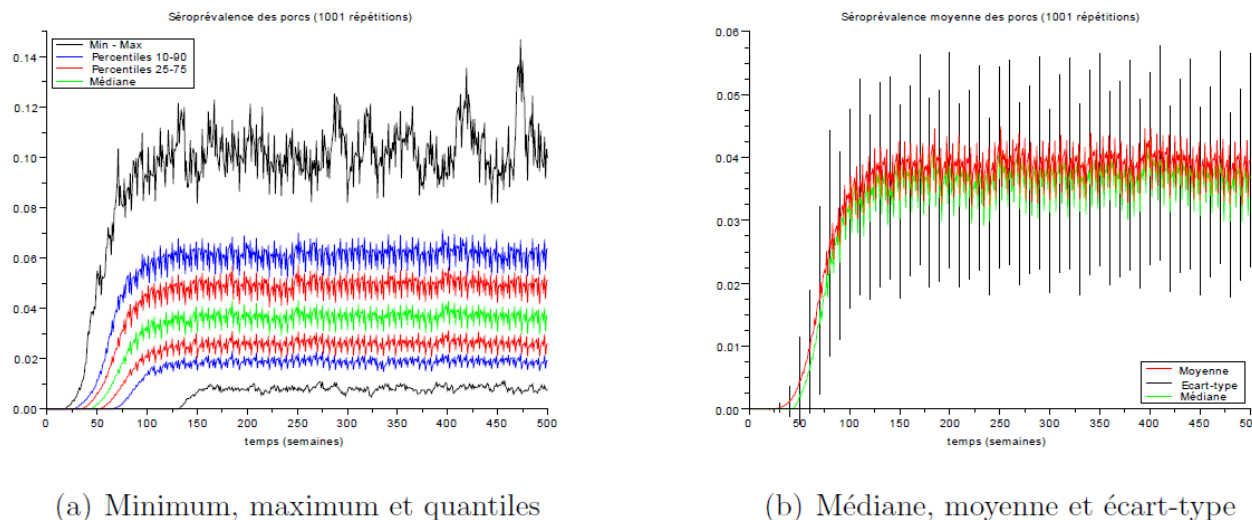 Séroprévalence des porcs (1001 répétitions)
Min - Max
Percentiles 10-90
Percentiles 25-75
Médiane
0.14
0.12
0.10
0.08
0.06
0.04
0.02
0.00
0 50 100 150 200 250 300 350 400 450 500
temps (semaines)
(a) Minimum, maximum et quantiles
Séroprévalence moyenne des porcs (1001 répétitions)
0.06
0.05
0.04
0.03
0.02
0.01
0.00
Moyenne
Ecart-type
Médiane
0 50 100 150 200 250 300 350 400 450 500
temps (semaines)
(b) Médiane, moyenne et écart-type